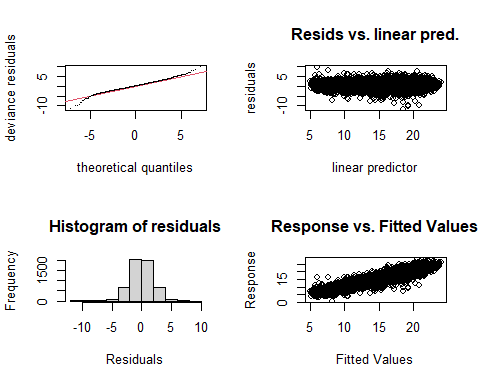 deviance residuals
-10
5
-5
0
5
theoretical quantiles
Resids vs. linear pred.
residuals
-10
5
5
10
15
20
linear predictor
Histogram of residuals
Frequency
0
1500
-10
-5
0
5
10
Residuals
Response vs. Fitted Values
Response
0
15
5
10
15
20
Fitted Values